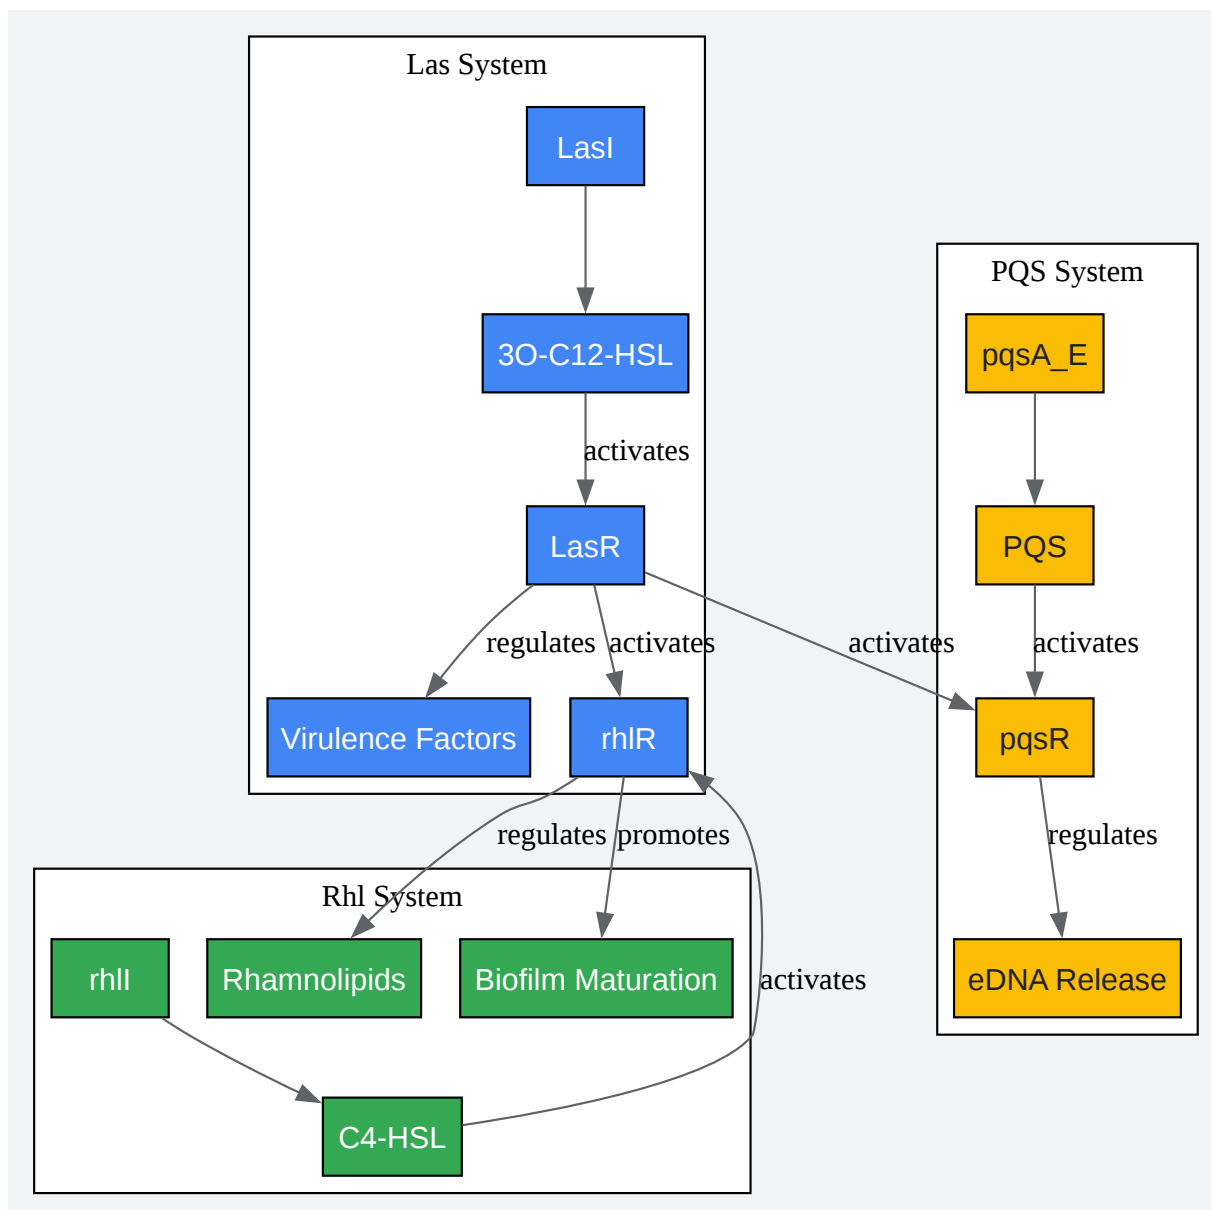 Las System
LasI
PQS System
3O-C12-HSL
pqsA_E
activates
LasR
PQS
regulates
activates
activates
activates
Virulence Factors
rhlR
pqsR
regulates
promotes
regulates
Rhl System
rhlI
Rhamnolipids
Biofilm Maturation
activates
eDNA Release
C4-HSL